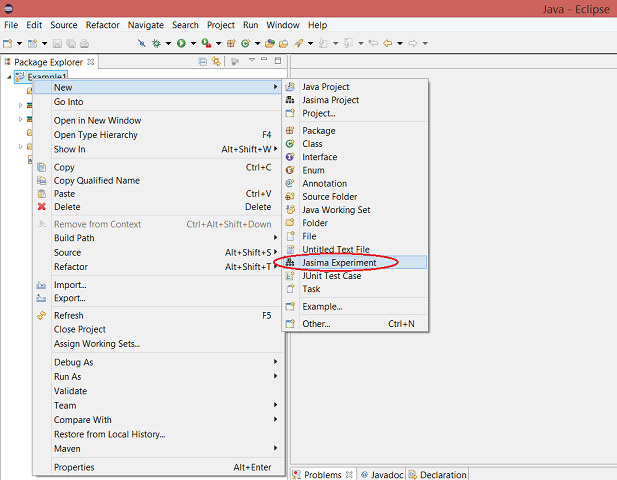 Java - Eclipse
File Edit Source Refactor Navigate Search Project Run Window Help
Package Explorer
Example1
New
Go Into
Open in New Window
Open Type Hierarchy F4
Show In Alt+Shift+W
Copy Ctrl+C
Copy Qualified Name
Paste Ctrl+V
Delete Delete
Remove from Context Ctrl+Alt+Shift+Down
Build Path
Source Alt+Shift+S
Refactor Alt+Shift+T
Import...
Export...
Refresh F5
Close Project
Assign Working Sets...
Debug As
Run As
Validate
Team
Compare With
Restore from Local History...
Maven
Properties Alt+Enter
Java Project
Jasima Project
Project...
Package
Class
Interface
Enum
Annotation
Source Folder
Java Working Set
Folder
File
Untitled Text File
Jasima Experiment
JUnit Test Case
Task
Example...
Other... Ctrl+N
Problems Javadoc Declaration